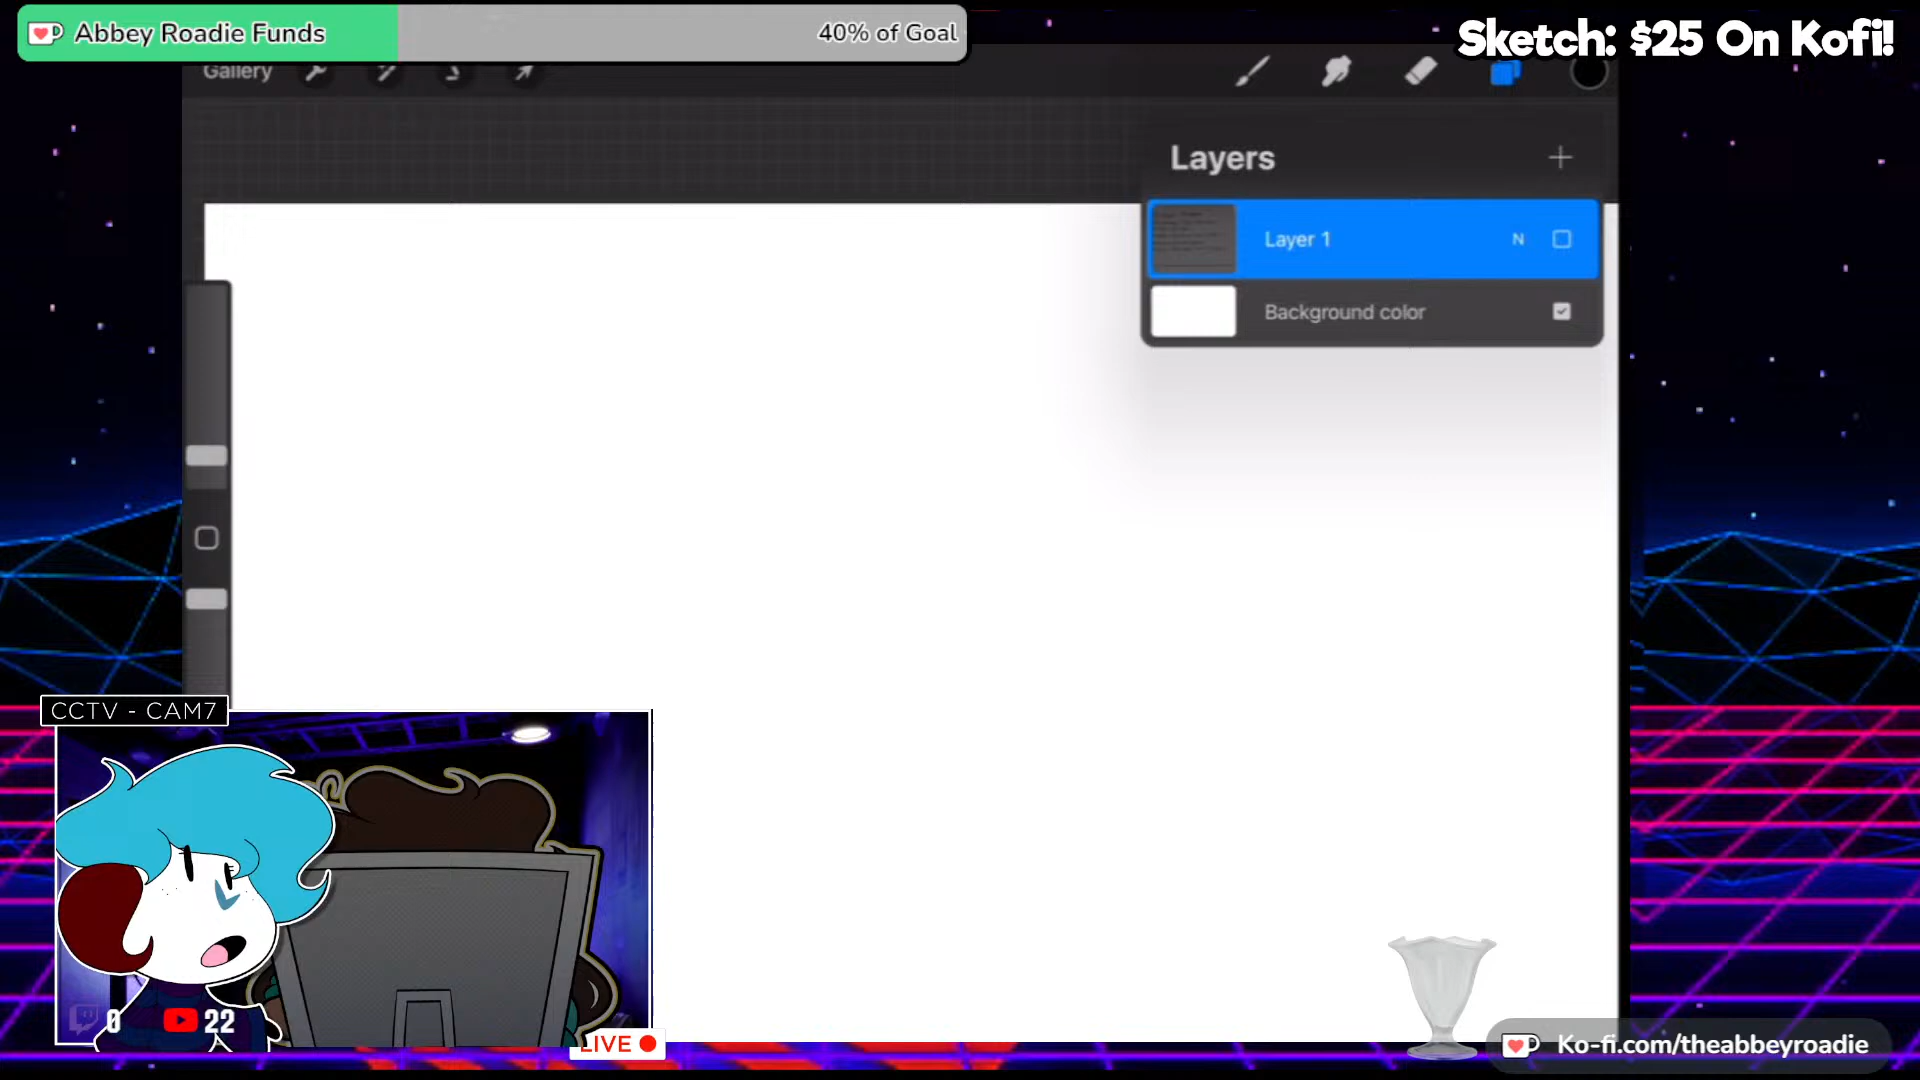 Abbey Roadie Funds
40% of Goal
Sketch: $25 On Kofi!
Gallery
Layers
Layer 1
N
Background color
CCTV - CAM7
0
22
LIVE
Ko-fi.com/theabbeyroadie